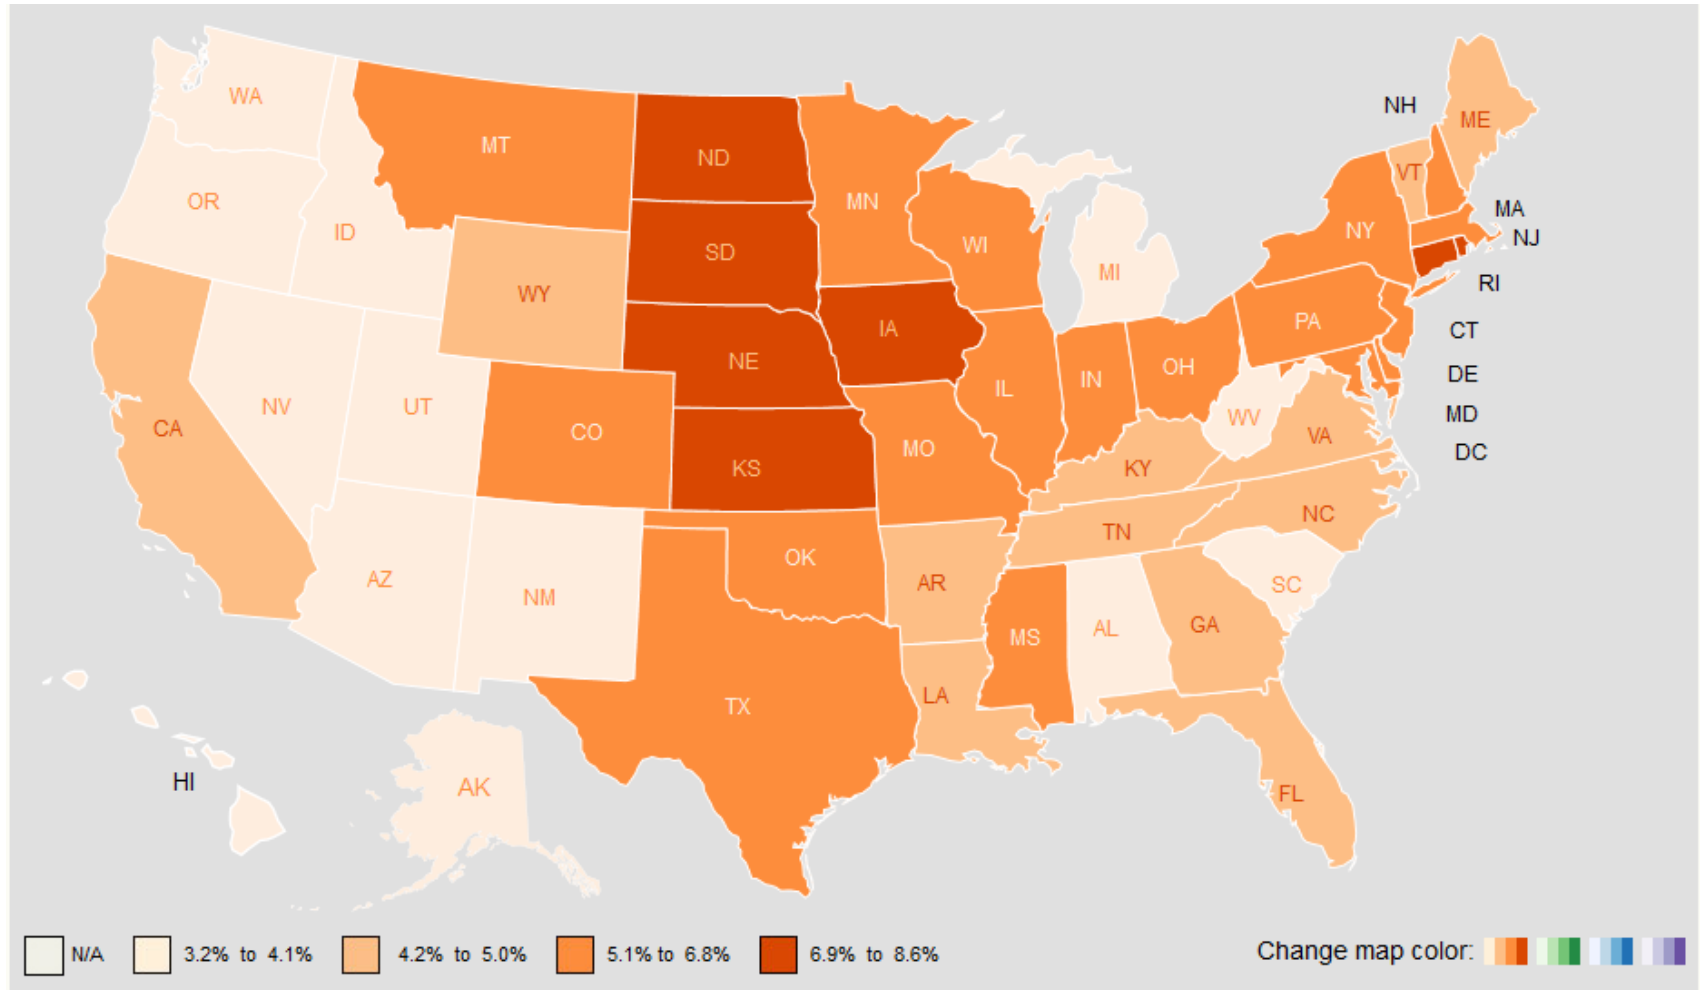 WA
MT
ND
MN
NH
ME
VT
OR
ID
SD
WI
NY
MA
NJ
MI
RI
WY
IA
PA
CT
NE
IL
IN
OH
DE
NV
UT
CO
MO
WV
MD
CA
KS
KY
VA
DC
TN
NC
AZ
NM
OK
AR
SC
MS
AL
GA
LA
TX
HI
AK
FL
N/A
3.2% to 4.1%
4.2% to 5.0%
5.1% to 6.8%
6.9% to 8.6%
Change map color: